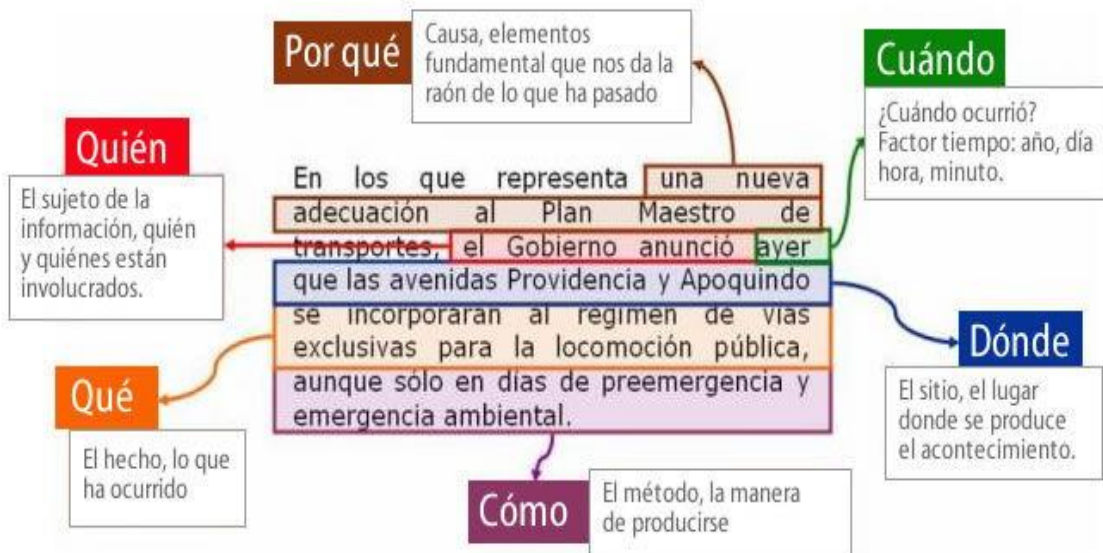 Por qué
Causa, elementos
fundamental que nos da la
raón de lo que ha pasado
Cuándo
¿Cuándo ocurrió?
Factor tiempo: año, día
hora, minuto.
Quién
El sujeto de la
información, quién
y quiénes están
involucrados.
En los que representa una nueva
adecuación al Plan Maestro de
transportes, el Gobierno anunció ayer
que las avenidas Providencia y Apoquindo
se incorporarán al régimen de vías
exclusivas para la locomoción pública,
aunque sólo en días de preemergencia y
emergencia ambiental.
Dónde
El sitio, el lugar
donde se produce
el acontecimiento.
Qué
El hecho, lo que
ha ocurrido
Cómo
El método, la manera
de producirse